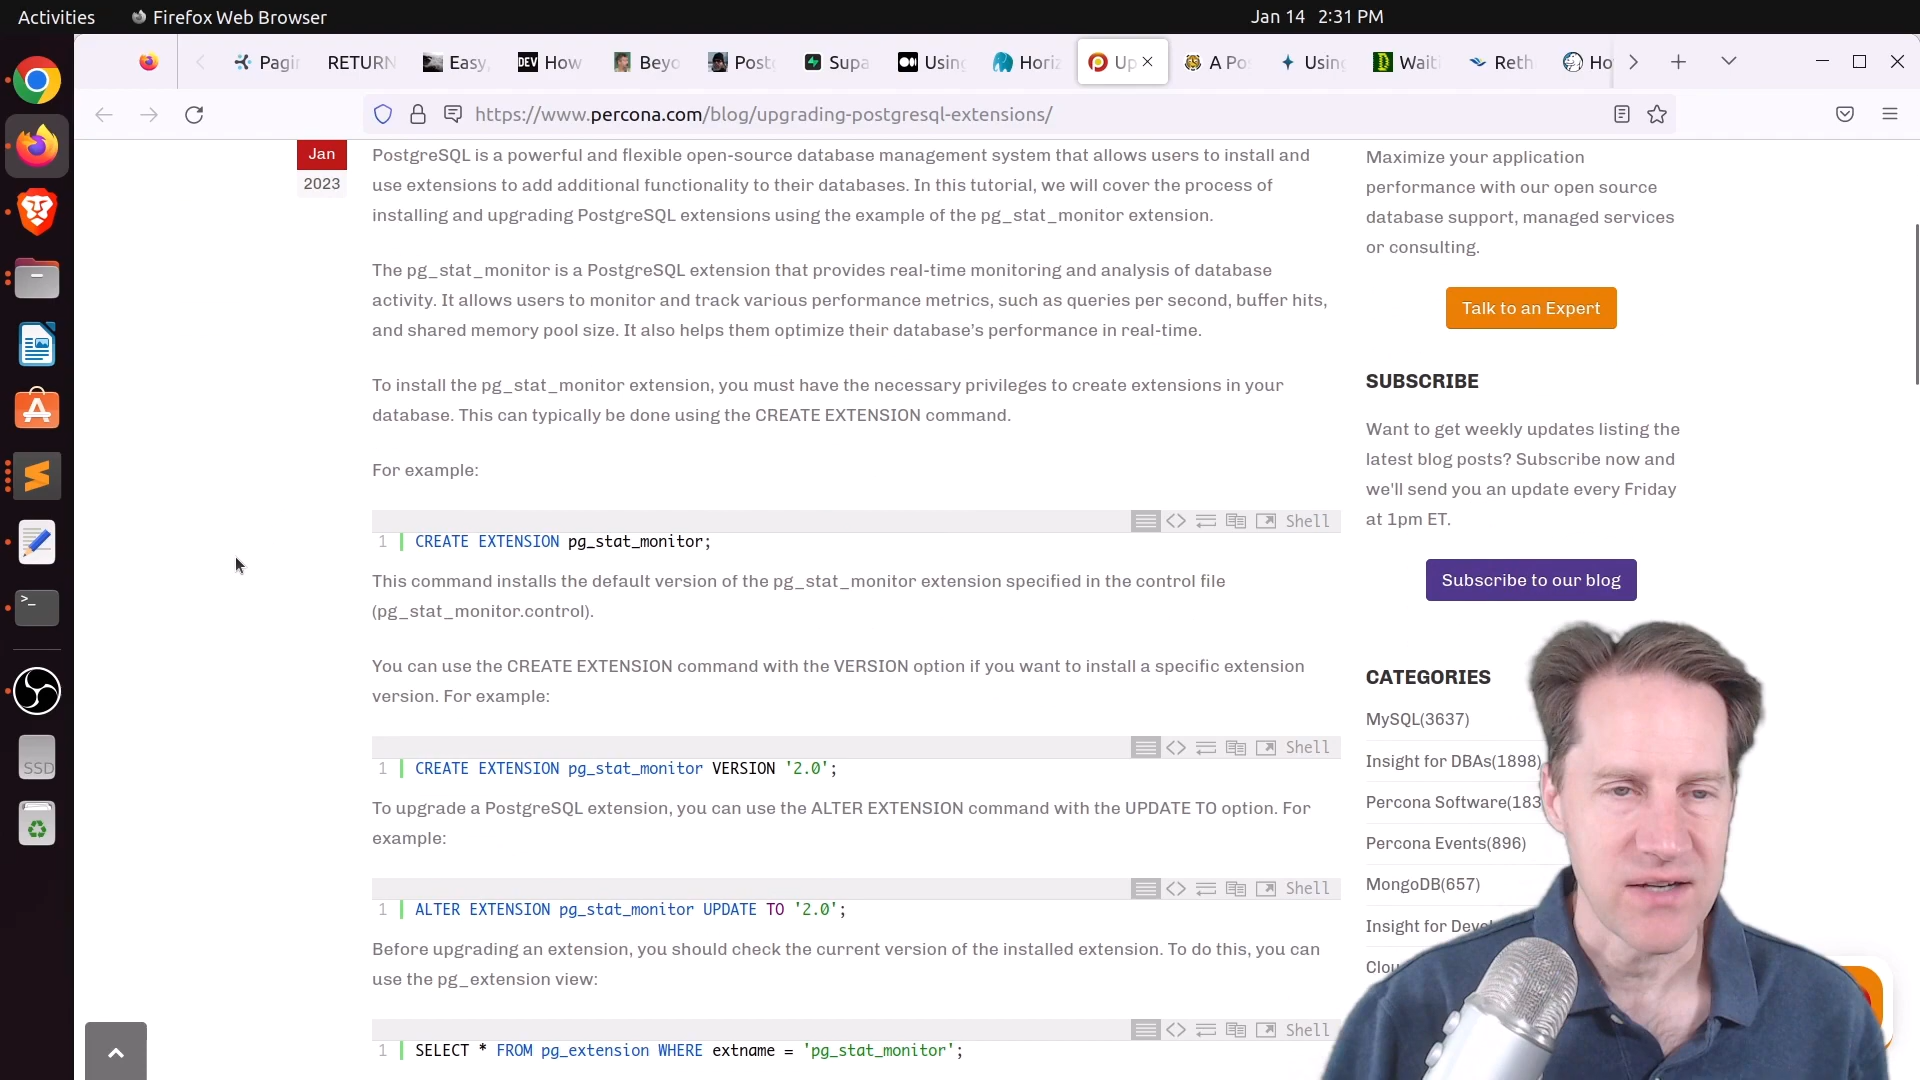 Activities
Firefox Web Browser
Jan 14 2:31 PM
Pagin
RETURN
Easy,
DEV How
Beyo
Post
Supa
Using
Horiz
Up
A Po
Using
Wait
Reth
Ho
https://www.percona.com/blog/upgrading-postgresql-extensions/
Jan
2023
PostgreSQL is a powerful and flexible open-source database management system that allows users to install and
use extensions to add additional functionality to their databases. In this tutorial, we will cover the process of
installing and upgrading PostgreSQL extensions using the example of the pg_stat_monitor extension.
The pg_stat_monitor is a PostgreSQL extension that provides real-time monitoring and analysis of database
activity. It allows users to monitor and track various performance metrics, such as queries per second, buffer hits,
and shared memory pool size. It also helps them optimize their database's performance in real-time.
To install the pg_stat_monitor extension, you must have the necessary privileges to create extensions in your
database. This can typically be done using the CREATE EXTENSION command.
For example:
Shell
1 CREATE EXTENSION pg_stat_monitor;
This command installs the default version of the pg_stat_monitor extension specified in the control file
(pg_stat_monitor.control).
You can use the CREATE EXTENSION command with the VERSION option if you want to install a specific extension
version. For example:
Shell
1 CREATE EXTENSION pg_stat_monitor VERSION '2.0';
To upgrade a PostgreSQL extension, you can use the ALTER EXTENSION command with the UPDATE TO option. For
example:
Shell
1 ALTER EXTENSION pg_stat_monitor UPDATE TO '2.0';
Before upgrading an extension, you should check the current version of the installed extension. To do this, you can
use the pg_extension view:
Shell
1 SELECT * FROM pg_extension WHERE extname = 'pg_stat_monitor';
Maximize your application
performance with our open source
database support, managed services
or consulting.
Talk to an Expert
SUBSCRIBE
Want to get weekly updates listing the
latest blog posts? Subscribe now and
we'll send you an update every Friday
at 1pm ET.
Subscribe to our blog
CATEGORIES
MySQL(3637)
Insight for DBAs(1898)
Percona Software(183
Percona Events(896)
MongoDB(657)
Insight for Deve
Clou
SSD